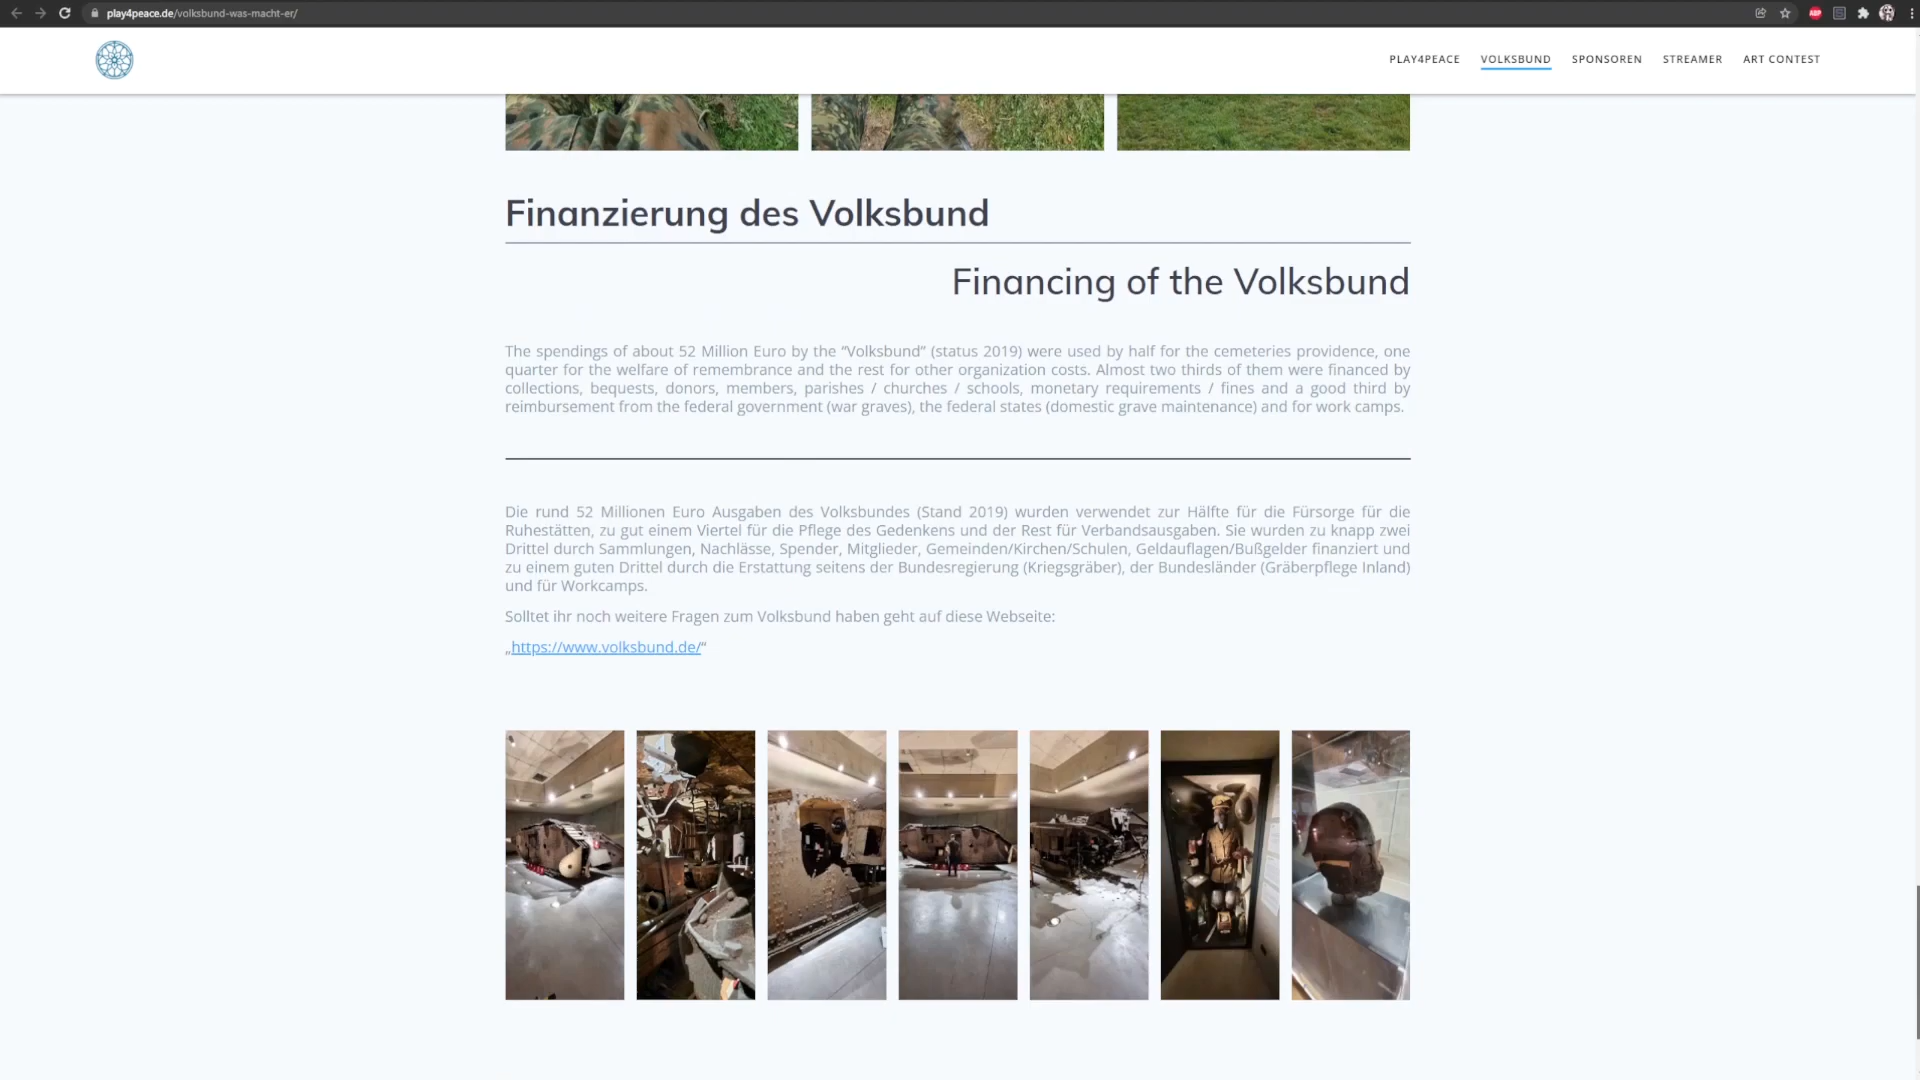 play4peace.de/volksbund-was-macht-er/
ABP
PLAY4PEACE VOLKSBUND SPONSOREN STREAMER ART CONTEST
Finanzierung des Volksbund
Financing of the Volksbund
The spendings of about 52 Million Euro by the “Volksbund” (status 2019) were used by half for the cemeteries providence, one
quarter for the welfare of remembrance and the rest for other organization costs. Almost two thirds of them were financed by
collections, bequests, donors, members, parishes / churches / schools, monetary requirements / fines and a good third by
reimbursement from the federal government (war graves), the federal states (domestic grave maintenance) and for work camps.
Die rund 52 Millionen Euro Ausgaben des Volksbundes (Stand 2019) wurden verwendet zur Hälfte für die Fürsorge für die
Ruhestätten, zu gut einem Viertel für die Pflege des Gedenkens und der Rest für Verbandsausgaben. Sie wurden zu knapp zwei
Drittel durch Sammlungen, Nachlässe, Spender, Mitglieder, Gemeinden/Kirchen/Schulen, Geldauflagen/Bußgelder finanziert und
zu einem guten Drittel durch die Erstattung seitens der Bundesregierung (Kriegsgräber), der Bundesländer (Gräberpflege Inland)
und für Workcamps.
Solltet ihr noch weitere Fragen zum Volksbund haben geht auf diese Webseite:
„https://www.volksbund.de/“